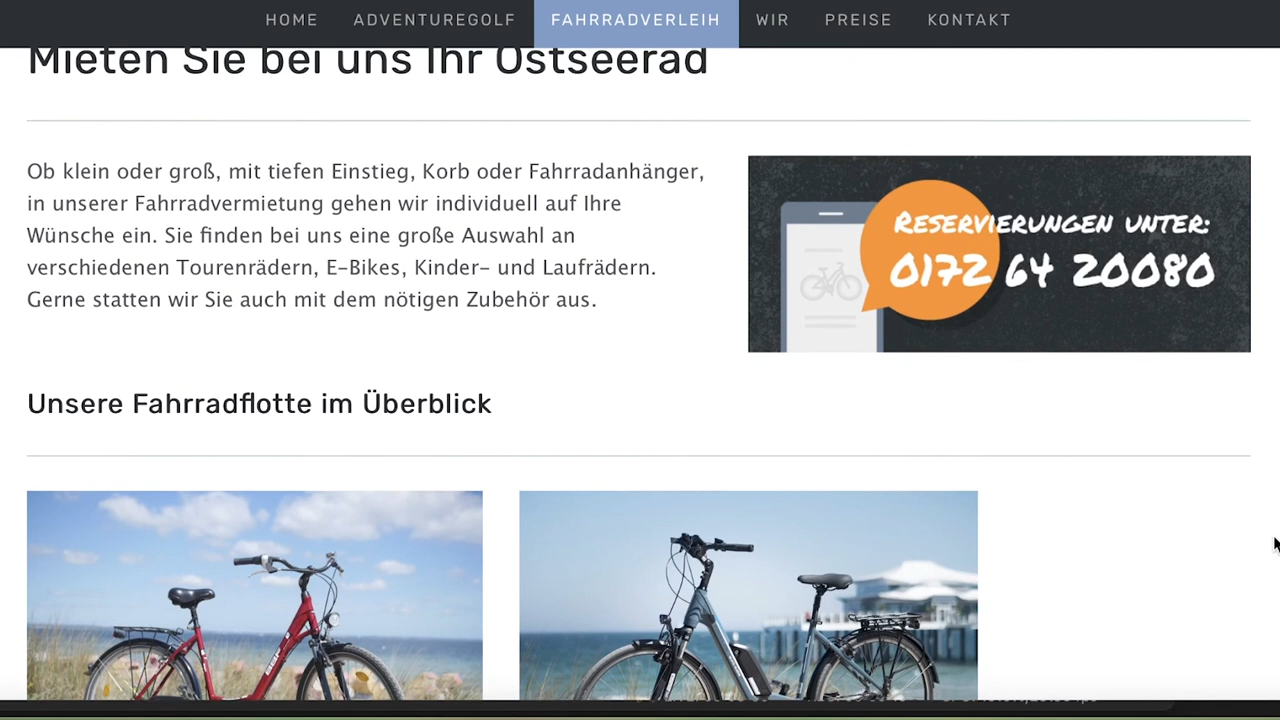 HOME ADVENTUREGOLF FAHRRADVERLEIH WIR PREISE KONTAKT
Mieten Sie bei uns Ihr Ostseerad
Ob klein oder groß, mit tiefen Einstieg, Korb oder Fahrradanhänger,
in unserer Fahrradvermietung gehen wir individuell auf Ihre
Wünsche ein. Sie finden bei uns eine große Auswahl an
verschiedenen Tourenrädern, E-Bikes, Kinder- und Laufrädern.
Gerne statten wir Sie auch mit dem nötigen Zubehör aus.
RESERVIERUNGEN UNTER:
0172 64 20080
Unsere Fahrradflotte im Überblick